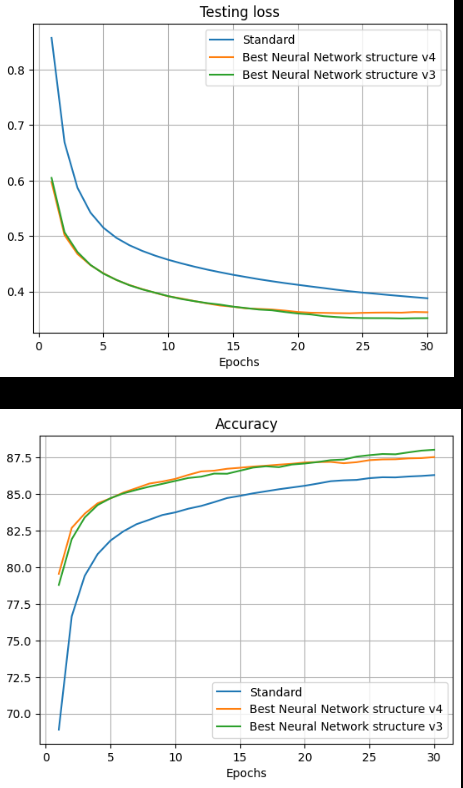 Testing loss
Standard
Best Neural Network structure v4
Best Neural Network structure v3
0.8
0.7
0.6
0.5
0.4
0 5 10 15 20 25 30
Epochs
Accuracy
87.5
85.0
82.5
80.0
77.5
75.0
72.5
70.0
Standard
Best Neural Network structure v4
Best Neural Network structure v3
0 5 10 15 20 25 30
Epochs